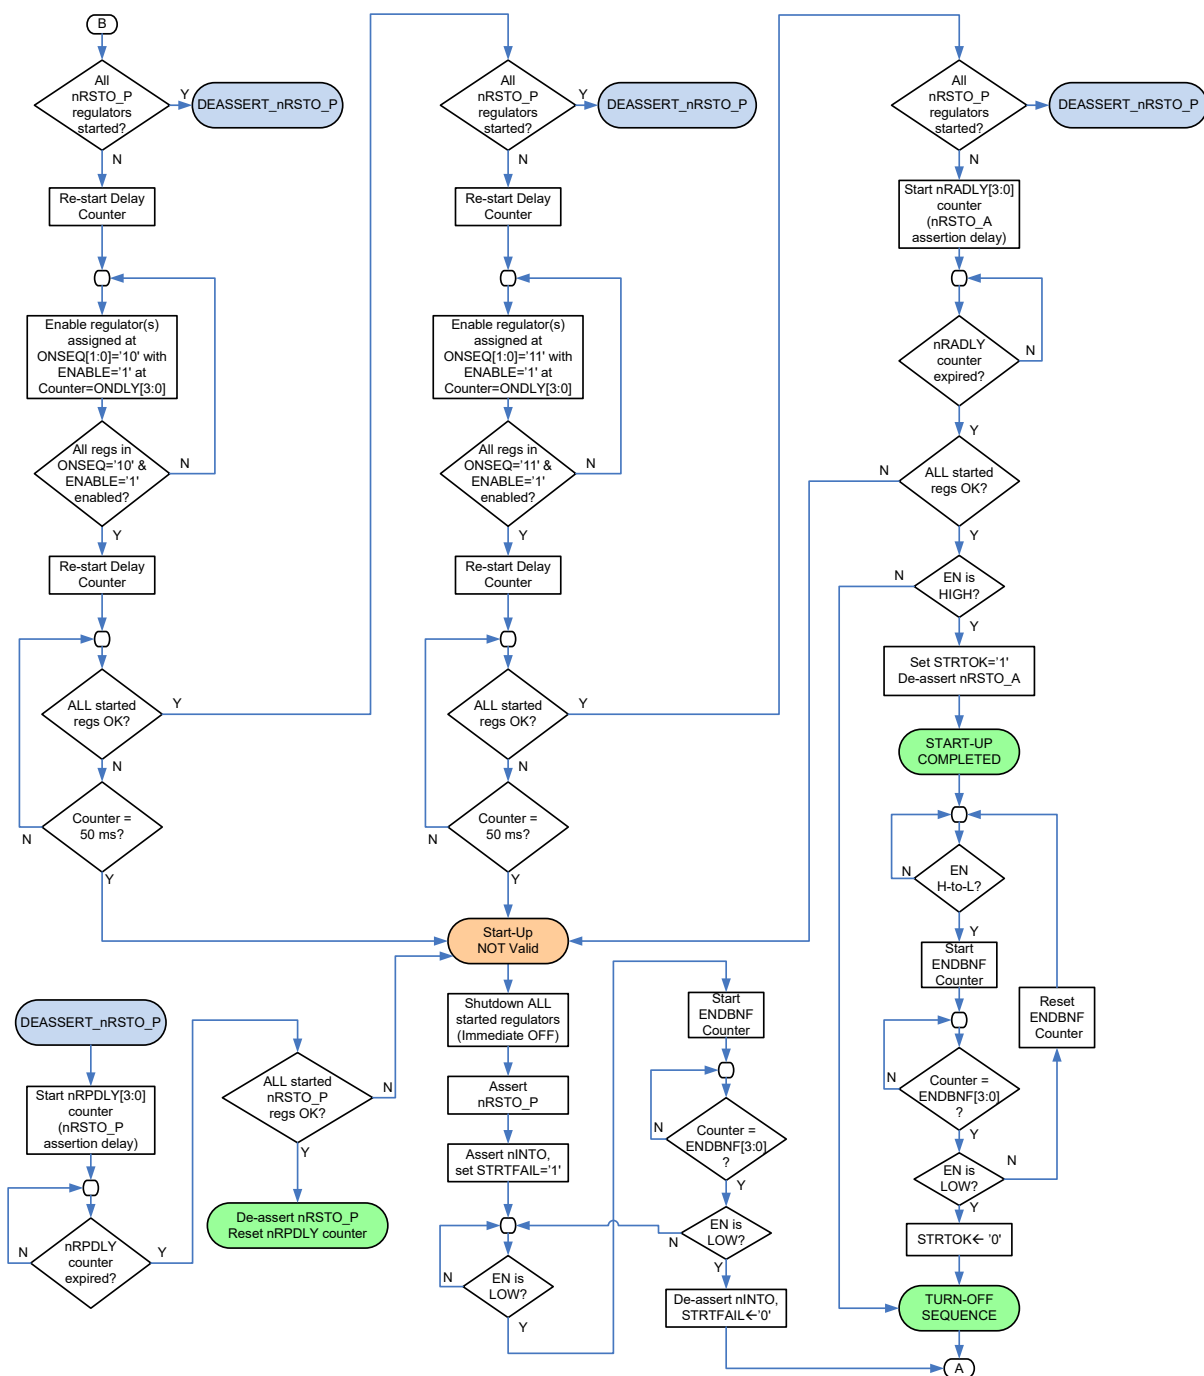 B
All
nRSTO_P
regulators
started?
Y
DEASSERT_nRSTO_P
N
Re-start Delay
Counter
Enable regulator(s)
assigned at
ONSEQ[1:0]='10' with
ENABLE='1' at
Counter=ONDLY[3:0]
All regs in
ONSEQ='10' &
ENABLE='1'
enabled?
N
Y
Re-start Delay
Counter
ALL started
regs OK?
Y
N
Counter =
50 ms?
N
Y
All
nRSTO_P
regulators
started?
Y
DEASSERT_nRSTO_P
N
Re-start Delay
Counter
Enable regulator(s)
assigned at
ONSEQ[1:0]='11' with
ENABLE='1' at
Counter=ONDLY[3:0]
All regs in
ONSEQ='11' &
ENABLE='1'
enabled?
N
Y
Re-start Delay
Counter
ALL started
regs OK?
Y
N
Counter =
50 ms?
N
Y
All
nRSTO_P
regulators
started?
Y
DEASSERT_nRSTO_P
N
Start nRADLY[3:0]
counter
(nRSTO_A
assertion delay)
nRADLY
counter
expired?
N
Y
ALL started
regs OK?
N
Y
EN is
HIGH?
N
Y
Set STRTOK='1'
De-assert nRSTO_A
START-UP
COMPLETED
EN
H-to-L?
N
Y
Start
ENDBNF
Counter
Reset
ENDBNF
Counter
Counter =
ENDBNF[3:0]
?
N
Y
EN is
LOW?
N
Y
STRTOK← '0'
TURN-OFF
SEQUENCE
A
Start-Up
NOT Valid
Shutdown ALL
started regulators
(Immediate OFF)
Assert
nRSTO_P
Assert nINTO,
set STRTFAIL='1'
EN is
LOW?
N
Y
Start
ENDBNF
Counter
Counter =
ENDBNF[3:0]
?
N
Y
EN is
LOW?
N
Y
De-assert nINTO,
STRTFAIL←'0'
DEASSERT_nRSTO_P
Start nRPDLY[3:0]
counter
(nRSTO_P
assertion delay)
nRPDLY
counter
expired?
N
Y
ALL started
nRSTO_P
regs OK?
N
Y
De-assert nRSTO_P
Reset nRPDLY counter